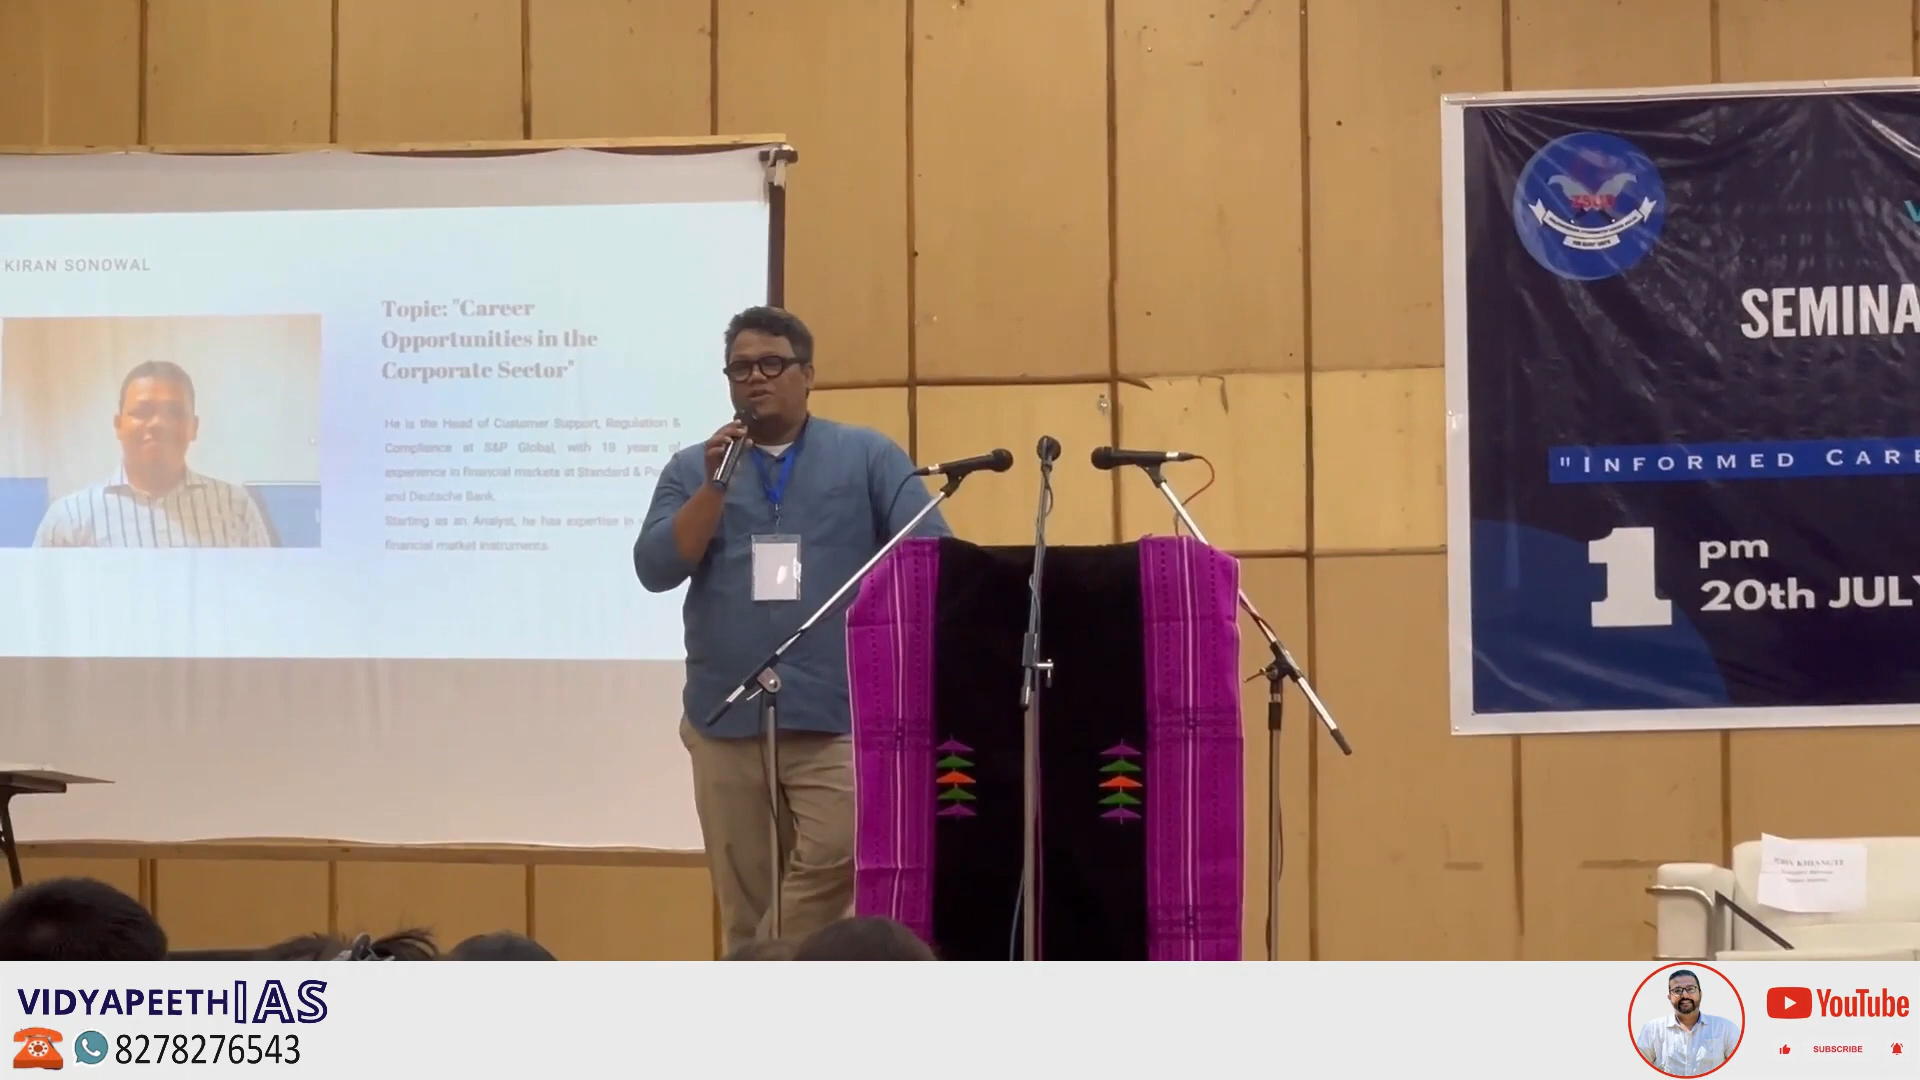 KIRAN SONOWAL
Topic: "Career
Opportunities in the
Corporate Sector"
He is the Head of Customer Support, Regulation &
Compliance at S&P Global, with 19 years of
experience in financial markets at Standard &
and Deutsche Bank.
Starting as an Analyst, he has expertise in
financial market instruments.
SEMINA
"INFORMED CARE
1 pm
20th JULY
VIDYAPEETH IAS
8278276543
YouTube
SUBSCRIBE